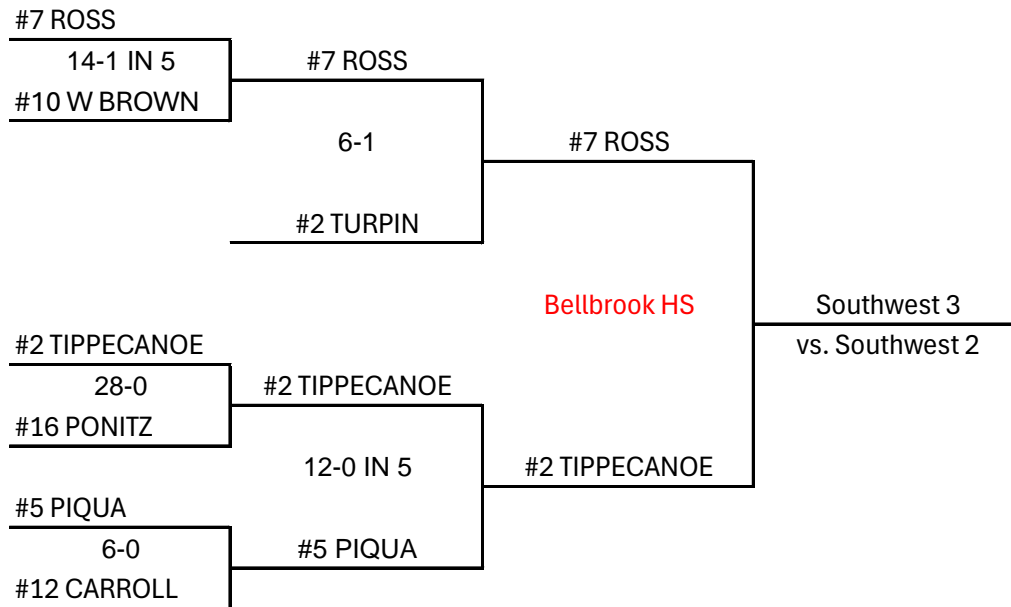 #7 ROSS
14-1 IN 5
#7 ROSS
#10 W BROWN
6-1
#7 ROSS
#2 TURPIN
Bellbrook HS
Southwest 3
vs. Southwest 2
#2 TIPPECANOE
28-0
#2 TIPPECANOE
#16 PONITZ
12-0 IN 5
#2 TIPPECANOE
#5 PIQUA
6-0
#5 PIQUA
#12 CARROLL